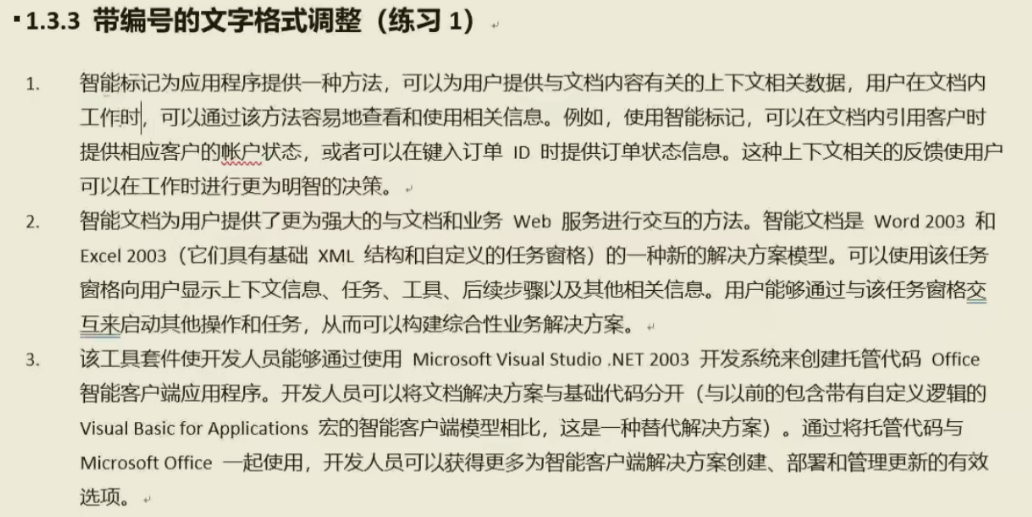 1.3.3 带编号的文字格式调整（练习 1）
1. 智能标记为应用程序提供一种方法，可以为用户提供与文档内容有关的上下文相关数据，用户在文档内
工作时，可以通过该方法容易地查看和使用相关信息。例如，使用智能标记，可以在文档内引用客户时
提供相应客户的帐户状态，或者可以在键入订单 ID 时提供订单状态信息。这种上下文相关的反馈使用户
可以在工作时进行更为明智的决策。
2. 智能文档为用户提供了更为强大的与文档和业务 Web 服务进行交互的方法。智能文档是 Word 2003 和
Excel 2003（它们具有基础 XML 结构和自定义的任务窗格）的一种新的解决方案模型。可以使用该任务
窗格向用户显示上下文信息、任务、工具、后续步骤以及其他相关信息。用户能够通过与该任务窗格交
互来启动其他操作和任务，从而可以构建综合性业务解决方案。
3. 该工具套件使开发人员能够通过使用 Microsoft Visual Studio .NET 2003 开发系统来创建托管代码 Office
智能客户端应用程序。开发人员可以将文档解决方案与基础代码分开（与以前的包含带有自定义逻辑的
Visual Basic for Applications 宏的智能客户端模型相比，这是一种替代解决方案）。通过将托管代码与
Microsoft Office 一起使用，开发人员可以获得更多为智能客户端解决方案创建、部署和管理更新的有效
选项。